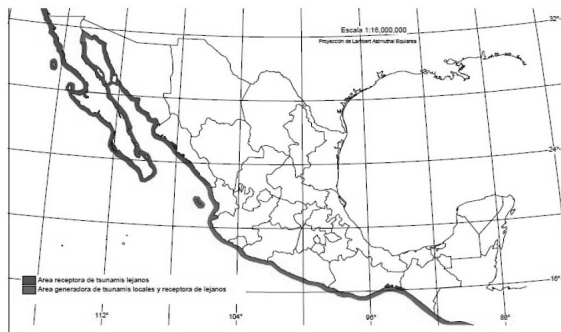 Escala 1:16,000,000
Proyección de Lambert Azimuthal Equiarea
32°
24°
16°
Area receptora de tsunamis lejanos
Area generadora de tsunamis locales y receptora de lejanos
112°
104°
96°
88°